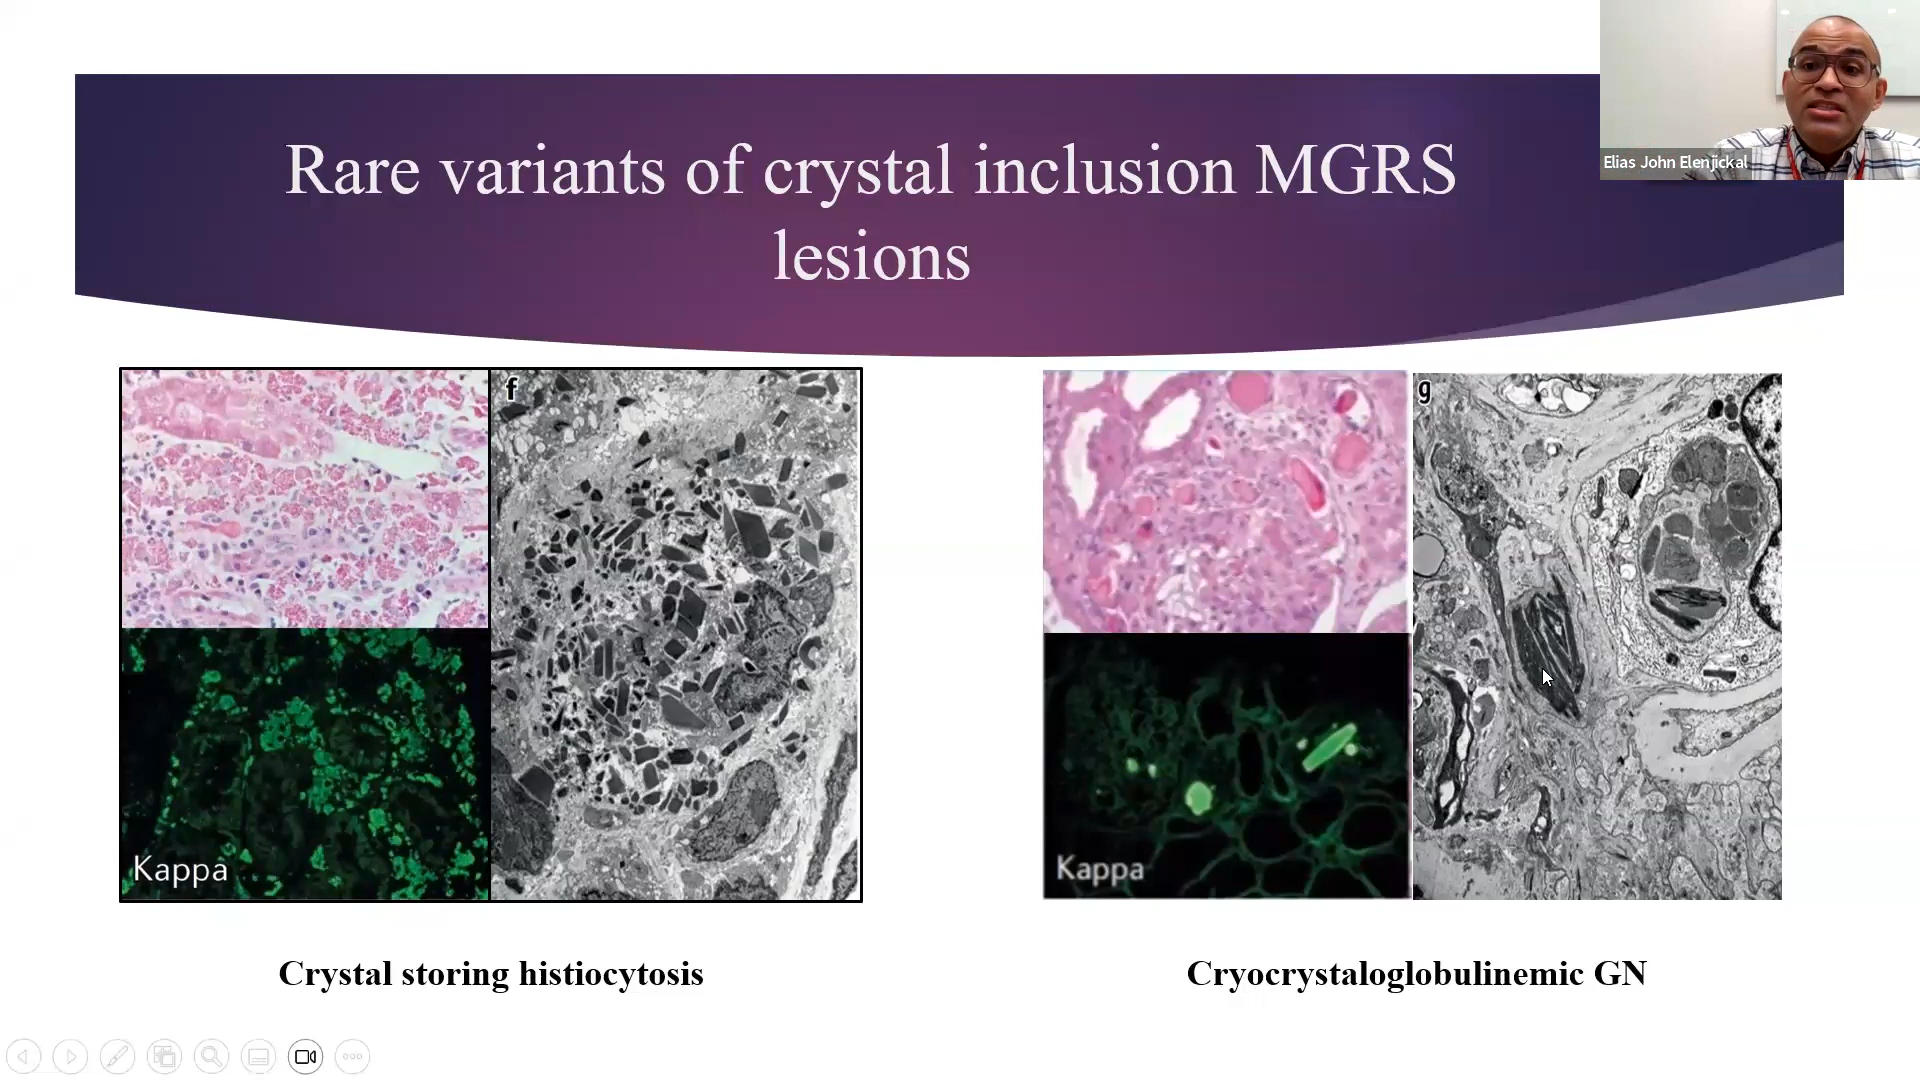 Rare variants of crystal inclusion MGRS
lesions
Elias John Elenjickal
f
g
Kappa
Kappa
Crystal storing histiocytosis
Cryocrystaloglobulinemic GN